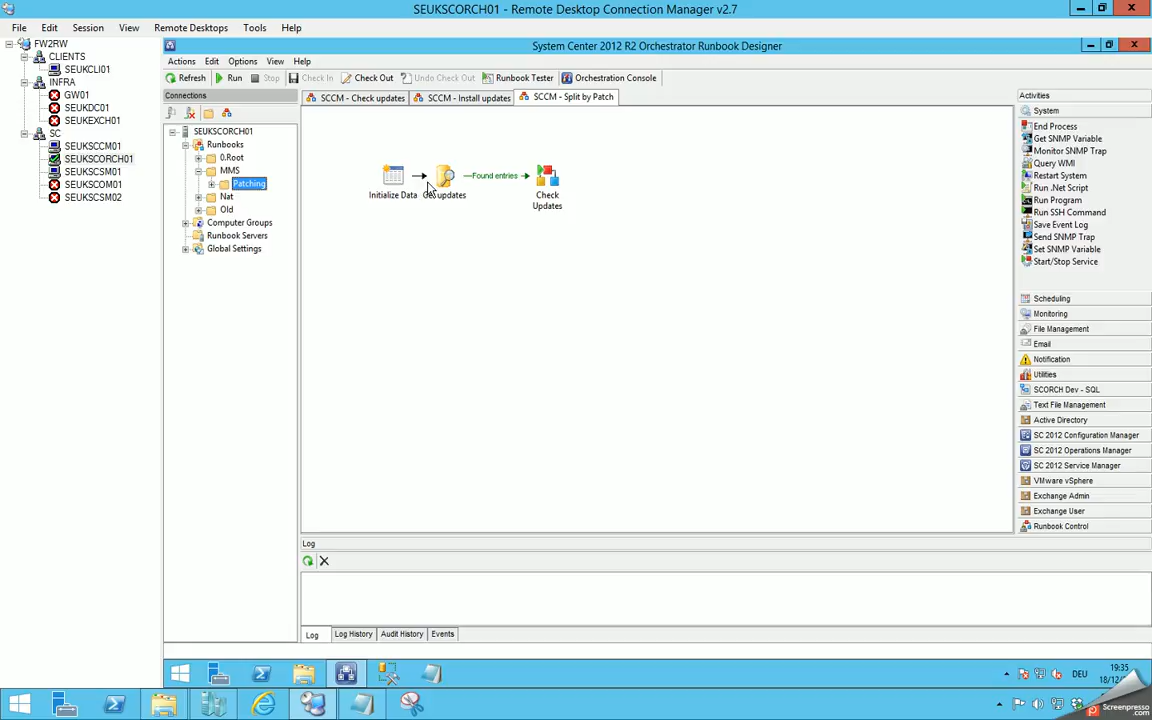 SEUKSCORCH01 - Remote Desktop Connection Manager v2.7
File Edit Session View Remote Desktops Tools Help
FW2RW
CLIENTS
SEUKCLI01
INFRA
GW01
SEUKDC01
SEUKEXCH01
SC
SEUKSCCM01
SEUKSCORCH01
SEUKSCSM01
SEUKSCOM01
SEUKSCSM02
System Center 2012 R2 Orchestrator Runbook Designer
Actions Edit Options View Help
Refresh Run Stop Check In Check Out Undo Check Out Runbook Tester Orchestration Console
Connections
SEUKSCORCH01
Runbooks
0.Root
MMS
Patching
Nat
Old
Computer Groups
Runbook Servers
Global Settings
SCCM - Check updates SCCM - Install updates SCCM - Split by Patch
Initialize Data
updates
Found entries
Check
Updates
Log
Log Log History Audit History Events
Activities
System
End Process
Get SNMP Variable
Monitor SNMP Trap
Query WMI
Restart System
Run .Net Script
Run Program
Run SSH Command
Save Event Log
Send SNMP Trap
Set SNMP Variable
Start/Stop Service
Scheduling
Monitoring
File Management
Email
Notification
Utilities
SCORCH Dev - SQL
Text File Management
Active Directory
SC 2012 Configuration Manager
SC 2012 Operations Manager
SC 2012 Service Manager
VMware vSphere
Exchange Admin
Exchange User
Runbook Control
DEU
19:35
18/12/
Screenpresso
.com